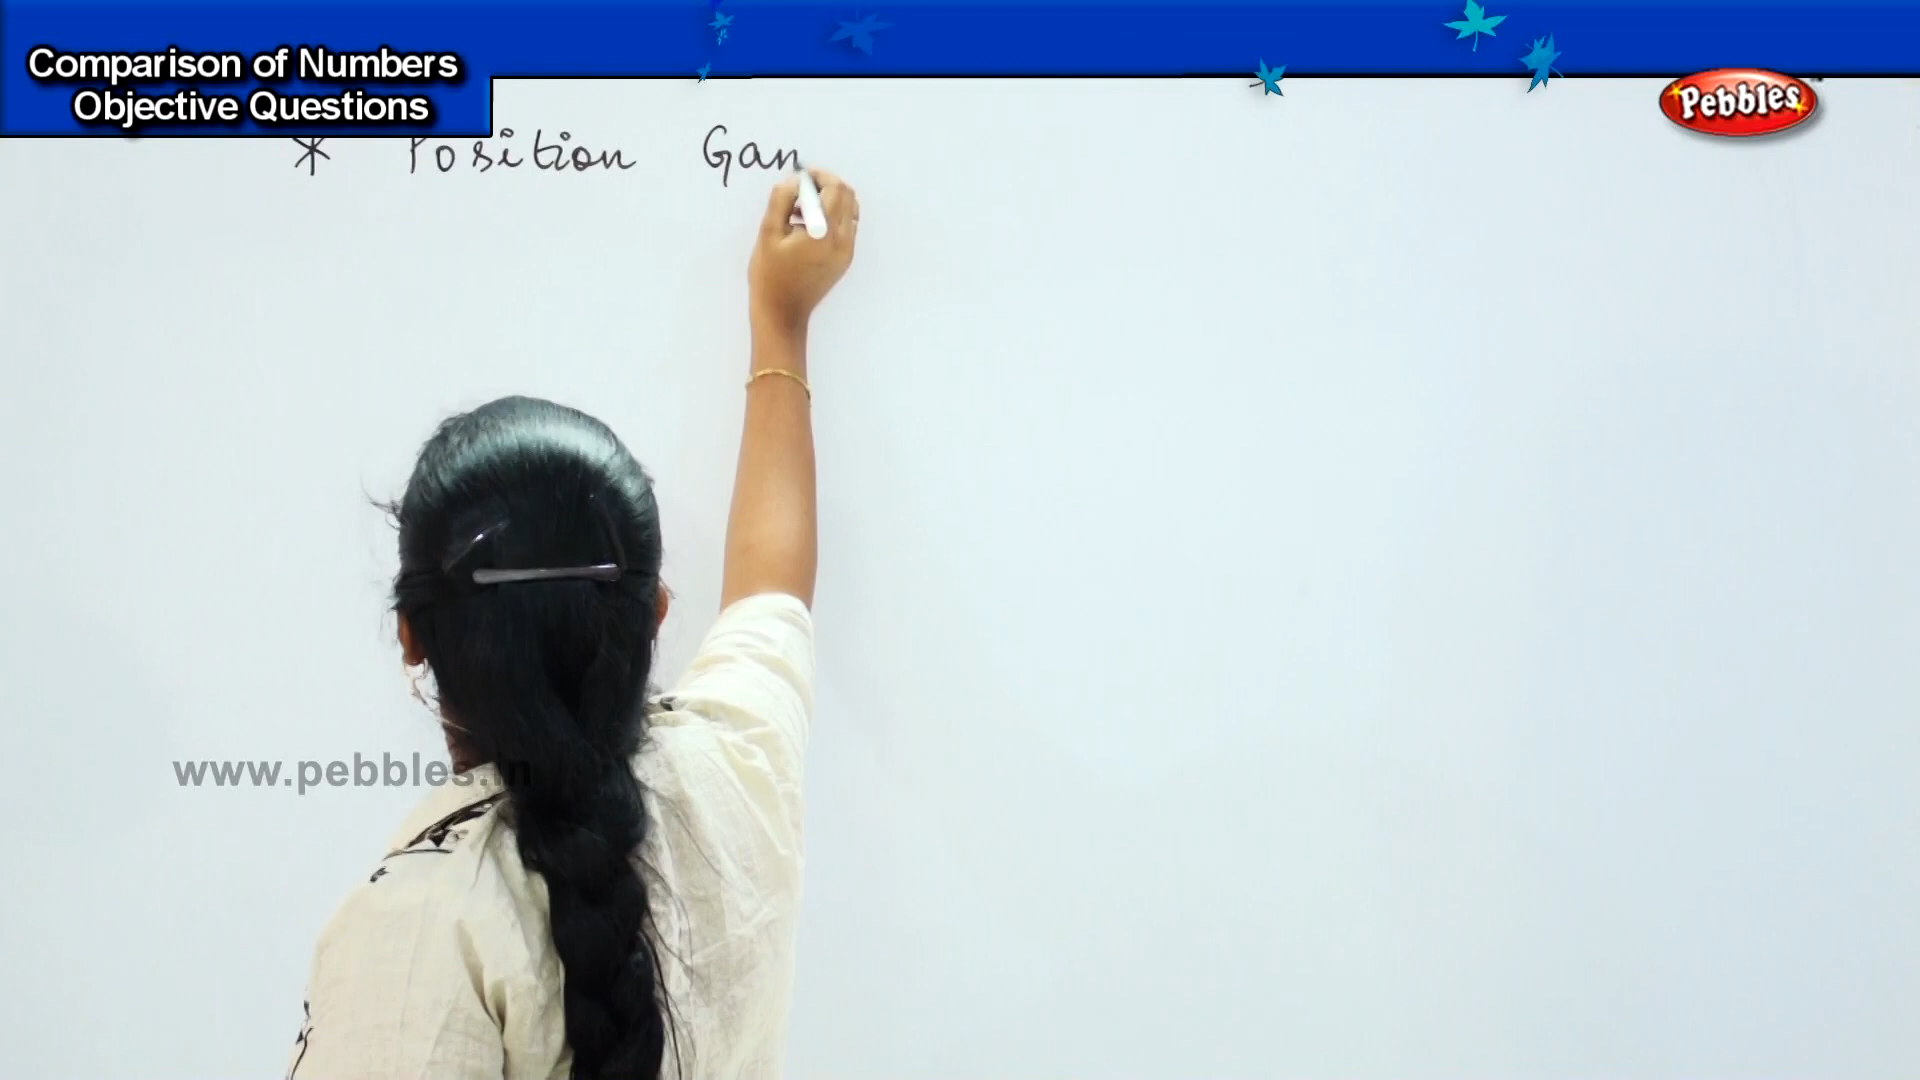 Comparison of Numbers
Objective Questions
Pebbles
* Position Gan
www.pebbles.in